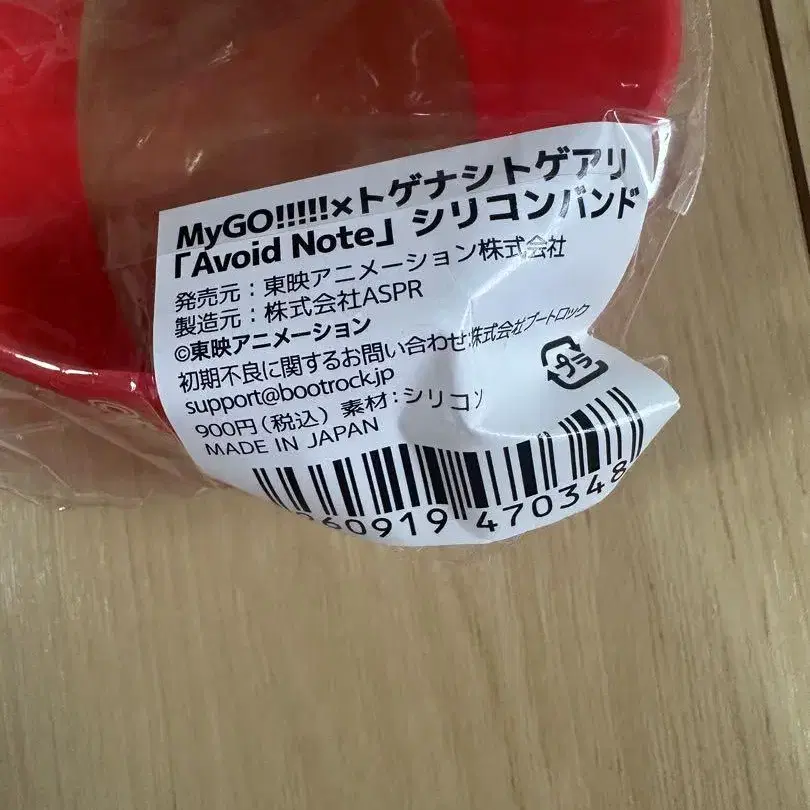 MyGO!!!!!×トゲナシトゲアリ
「Avoid Note」シリコンバンド
発売元：東映アニメーション株式会社
製造元：株式会社ASPR
©東映アニメーション
初期不良に関するお問い合わせ:株式会社ブートロック
support@bootrock.jp
900円(税込) 素材：シリコン
プラ
MADE IN JAPAN
260919 470348